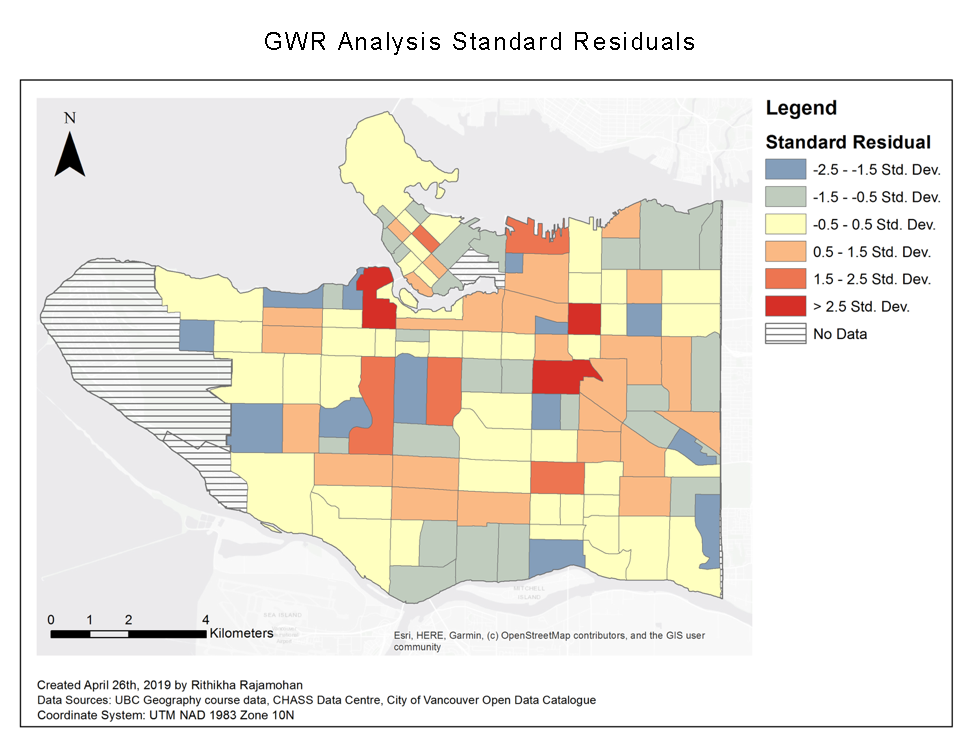 GWR Analysis Standard Residuals
N
Legend
Standard Residual
-2.5 - -1.5 Std. Dev.
-1.5 - -0.5 Std. Dev.
-0.5 - 0.5 Std. Dev.
0.5 - 1.5 Std. Dev.
1.5 - 2.5 Std. Dev.
> 2.5 Std. Dev.
No Data
MITCHELL
ISLAND
SEA ISLAND
0 1 2 4
Kilometers
Esri, HERE, Garmin, (c) OpenStreetMap contributors, and the GIS user
community
Created April 26th, 2019 by Rithikha Rajamohan
Data Sources: UBC Geography course data, CHASS Data Centre, City of Vancouver Open Data Catalogue
Coordinate System: UTM NAD 1983 Zone 10N